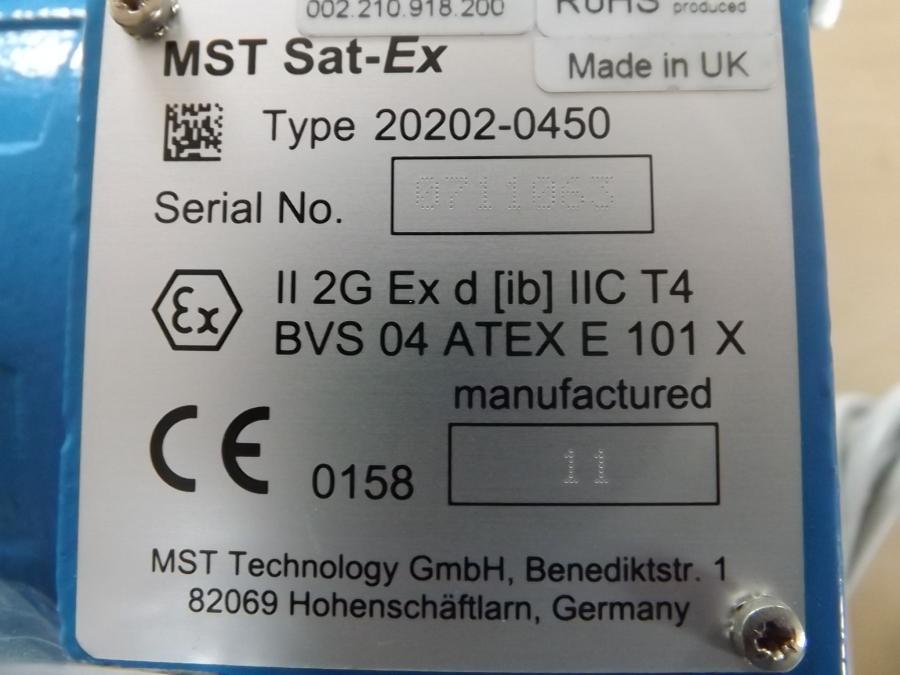 002.210.918.200
RoHS produced
Made in UK
MST Sat-Ex
Type 20202-0450
Serial No. 0711063
Ex II 2G Ex d [ib] IIC T4
BVS 04 ATEX E 101 X
manufactured
CE 0158 11
MST Technology GmbH, Benediktstr. 1
82069 Hohenschäftlarn, Germany